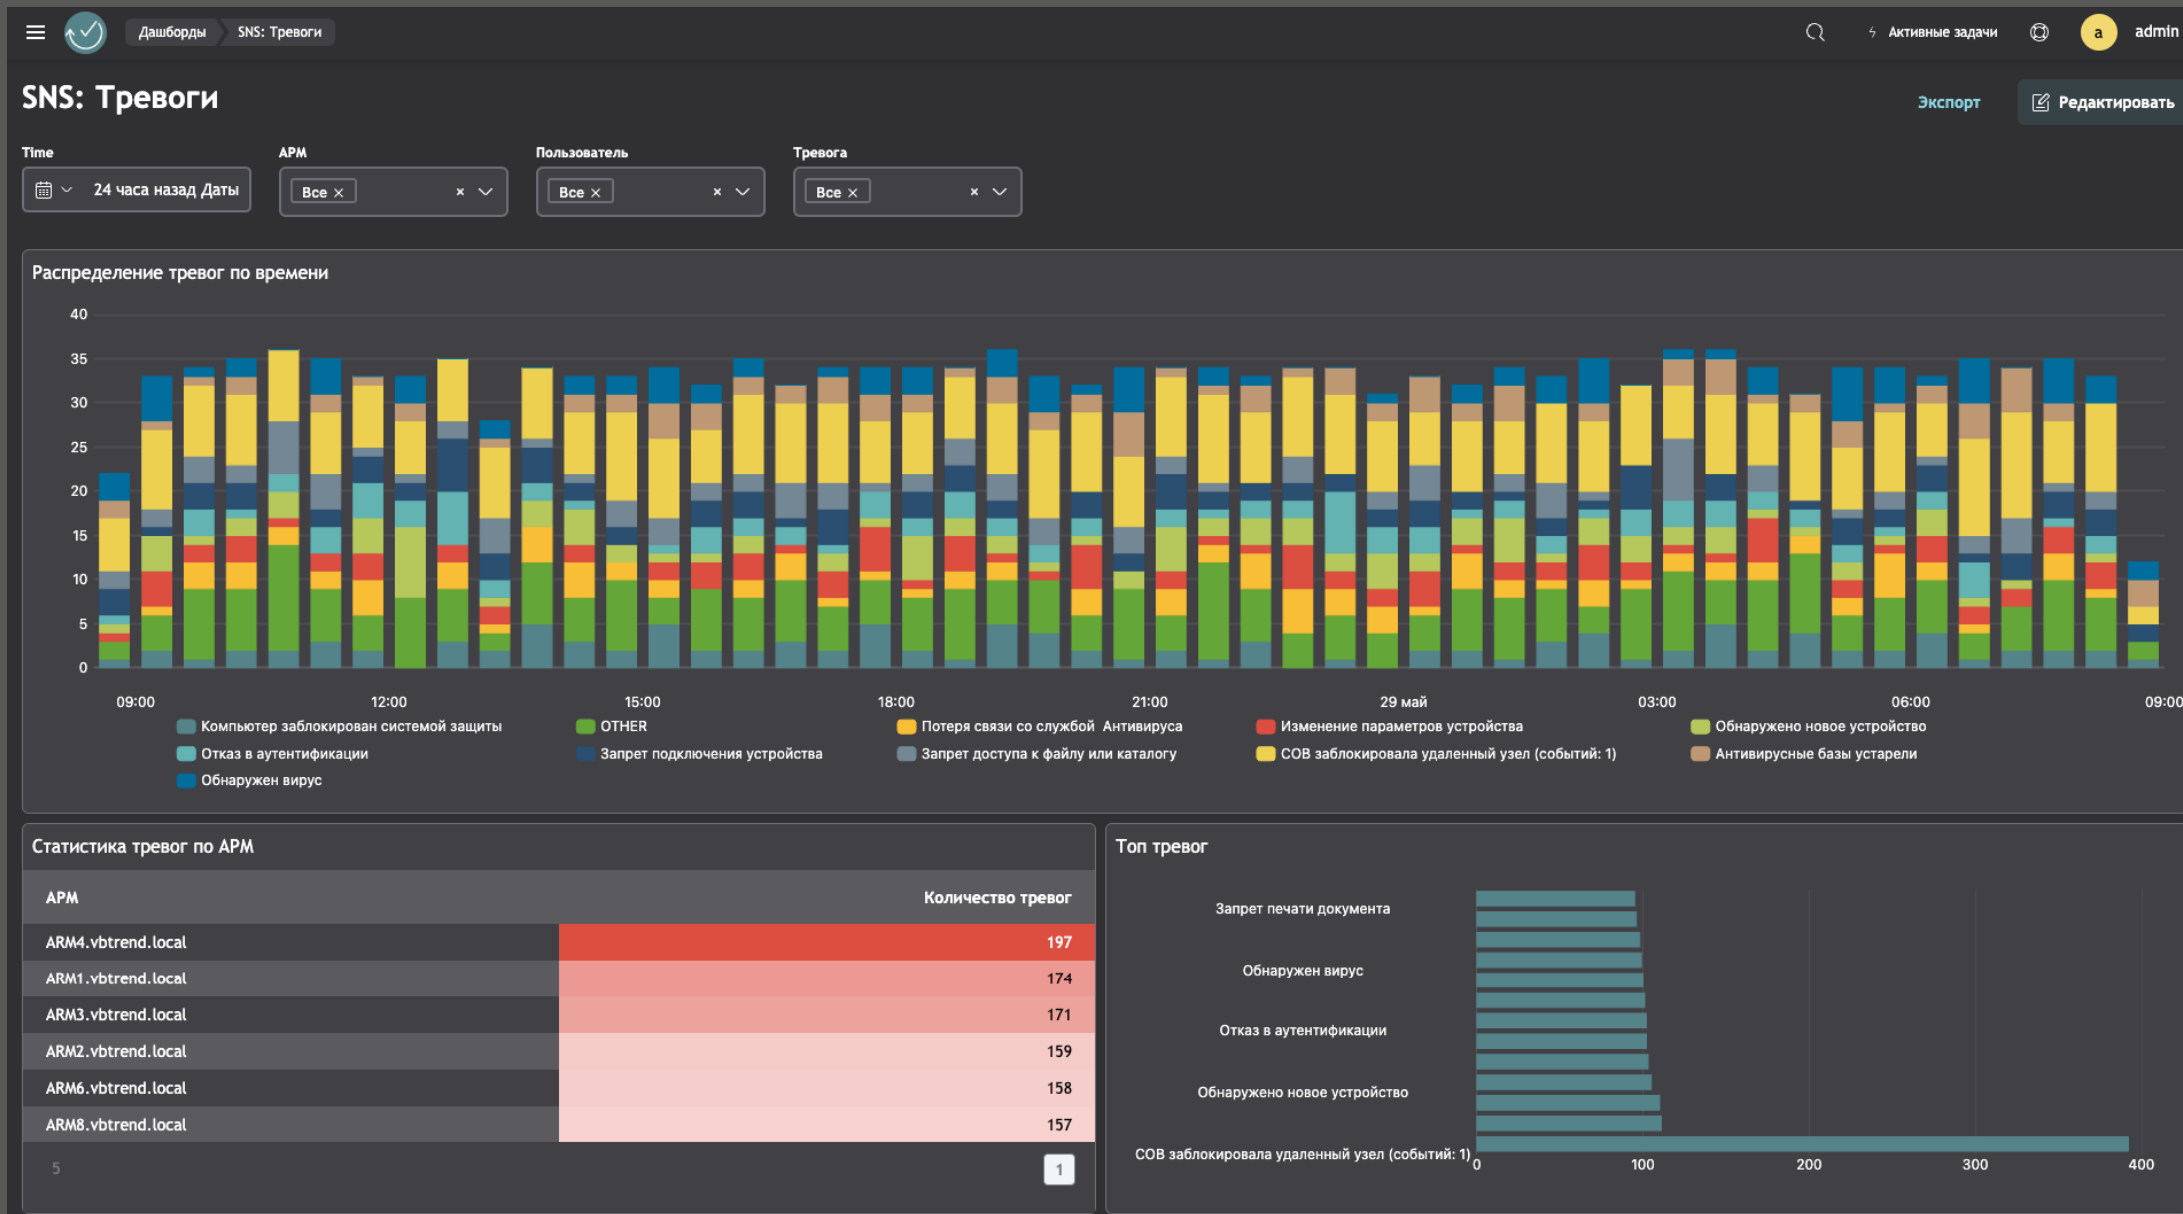 Дашборды SNS: Тревоги
Активные задачи a admin
SNS: Тревоги
Экспорт Редактировать
Time АРМ Пользователь Тревога
24 часа назад Даты Все × × Все × × Все × ×
Распределение тревог по времени
40
35
30
25
20
15
10
5
0
09:00 12:00 15:00 18:00 21:00 29 май 03:00 06:00 09:00
Компьютер заблокирован системой защиты OTHER Потеря связи со службой Антивируса Изменение параметров устройства Обнаружено новое устройство
Отказ в аутентификации Запрет подключения устройства Запрет доступа к файлу или каталогу СОВ заблокировала удаленный узел (событий: 1) Антивирусные базы устарели
Обнаружен вирус
Статистика тревог по АРМ
АРМ Количество тревог
ARM4.vbtrend.local 197
ARM1.vbtrend.local 174
ARM3.vbtrend.local 171
ARM2.vbtrend.local 159
ARM6.vbtrend.local 158
ARM8.vbtrend.local 157
5 1
Топ тревог
Запрет печати документа
Обнаружен вирус
Отказ в аутентификации
Обнаружено новое устройство
СОВ заблокировала удаленный узел (событий: 1)
0 100 200 300 400